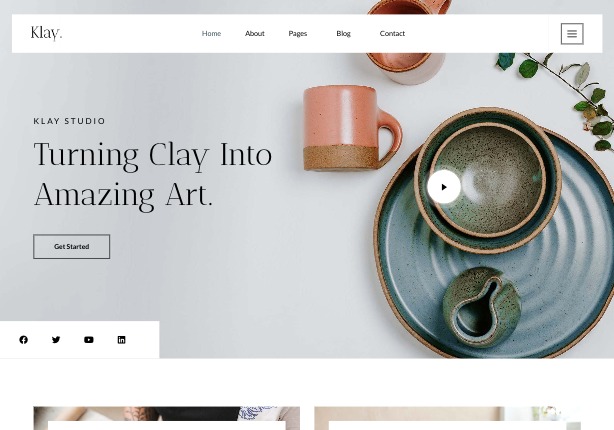 Klay.
Home About Pages Blog Contact
KLAY STUDIO
Turning Clay Into
Amazing Art.
Get Started